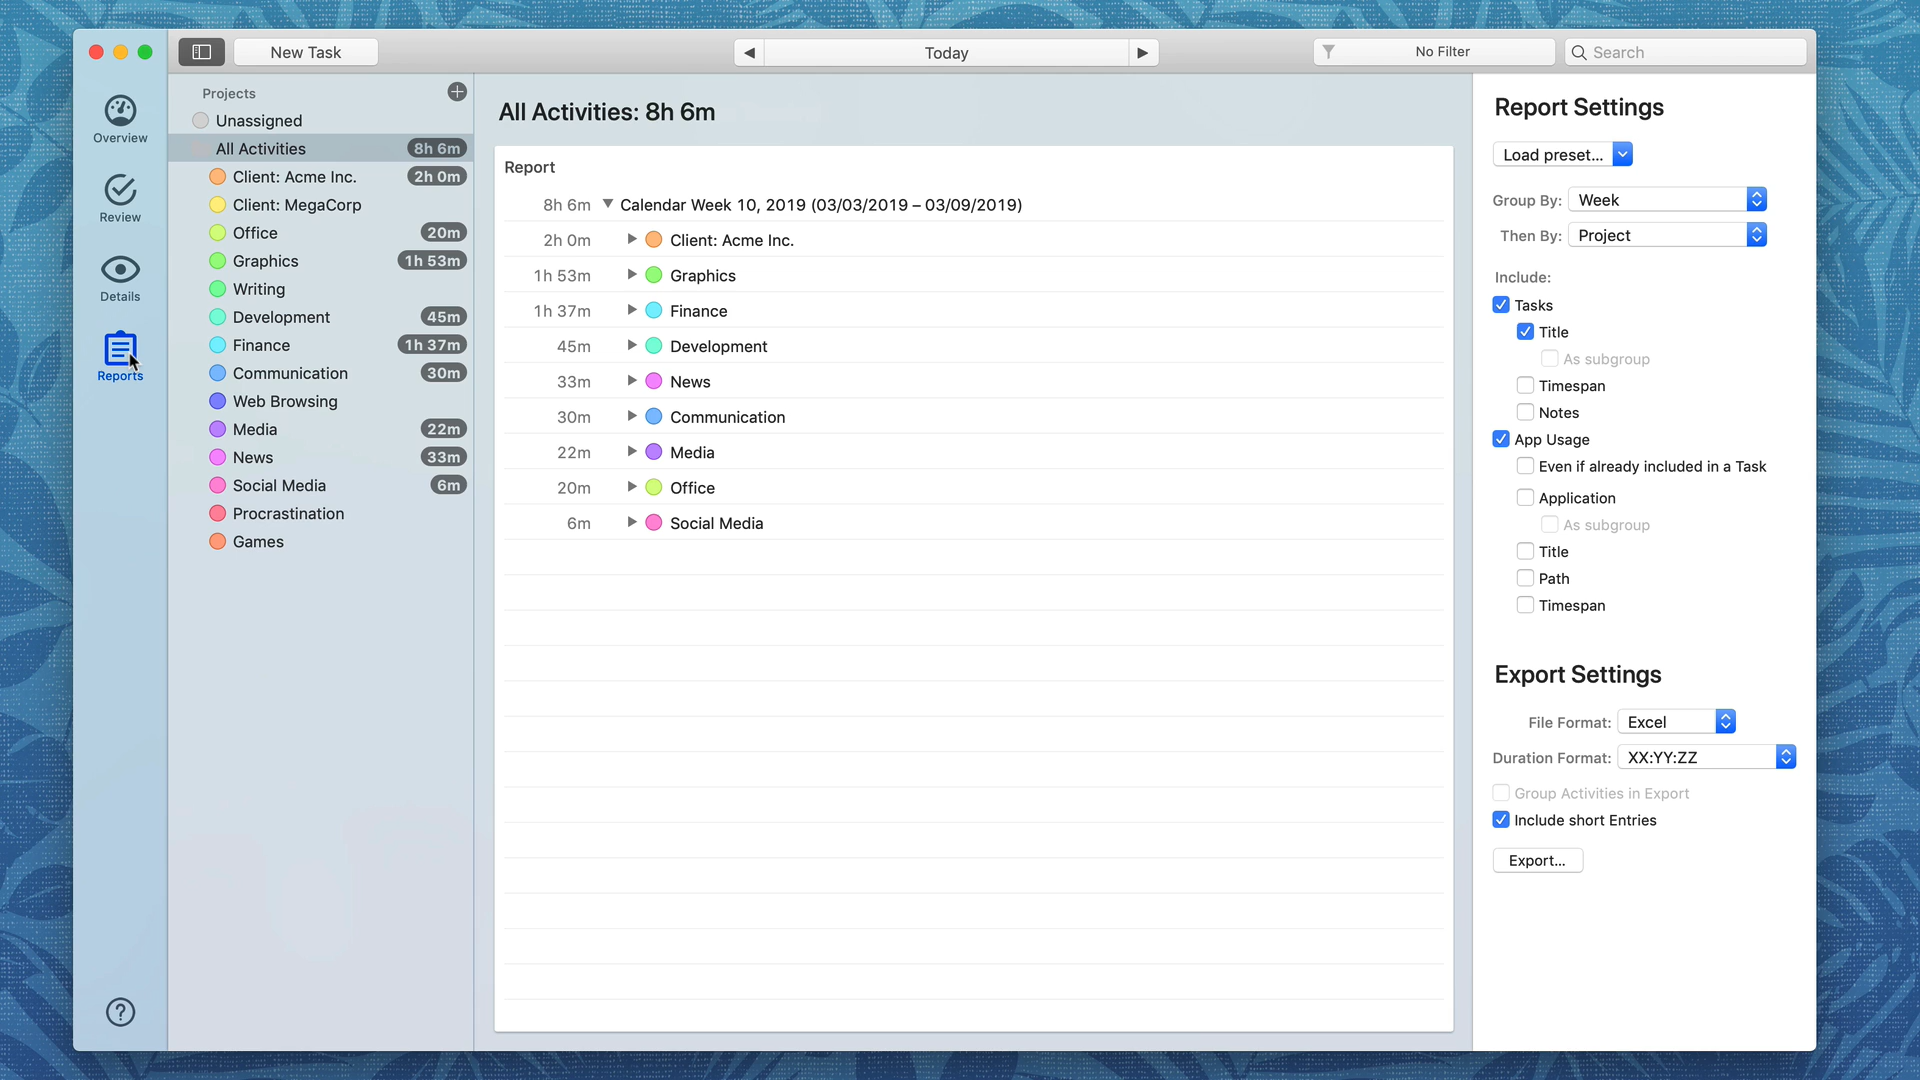 New Task
Today
No Filter
Search
Overview
Review
Details
Reports
?
Projects
Unassigned
All Activities 8h 6m
Client: Acme Inc. 2h 0m
Client: MegaCorp
Office 20m
Graphics 1h 53m
Writing
Development 45m
Finance 1h 37m
Communication 30m
Web Browsing
Media 22m
News 33m
Social Media 6m
Procrastination
Games
All Activities: 8h 6m
Report
8h 6m Calendar Week 10, 2019 (03/03/2019 – 03/09/2019)
2h 0m Client: Acme Inc.
1h 53m Graphics
1h 37m Finance
45m Development
33m News
30m Communication
22m Media
20m Office
6m Social Media
Report Settings
Load preset...
Group By: Week
Then By: Project
Include:
Tasks
Title
As subgroup
Timespan
Notes
App Usage
Even if already included in a Task
Application
As subgroup
Title
Path
Timespan
Export Settings
File Format: Excel
Duration Format: XX:YY:ZZ
Group Activities in Export
Include short Entries
Export...